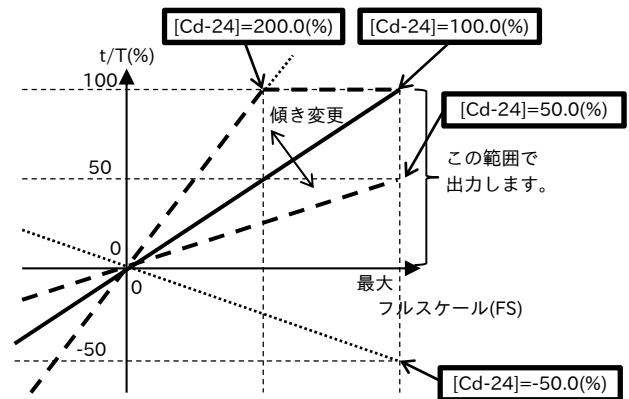 [Cd-24]=200.0(%)
[Cd-24]=100.0(%)
t/T(%)
100
[Cd-24]=50.0(%)
傾き変更
この範囲で
出力します。
50
0
0
最大
フルスケール(FS)
-50
[Cd-24]=-50.0(%)